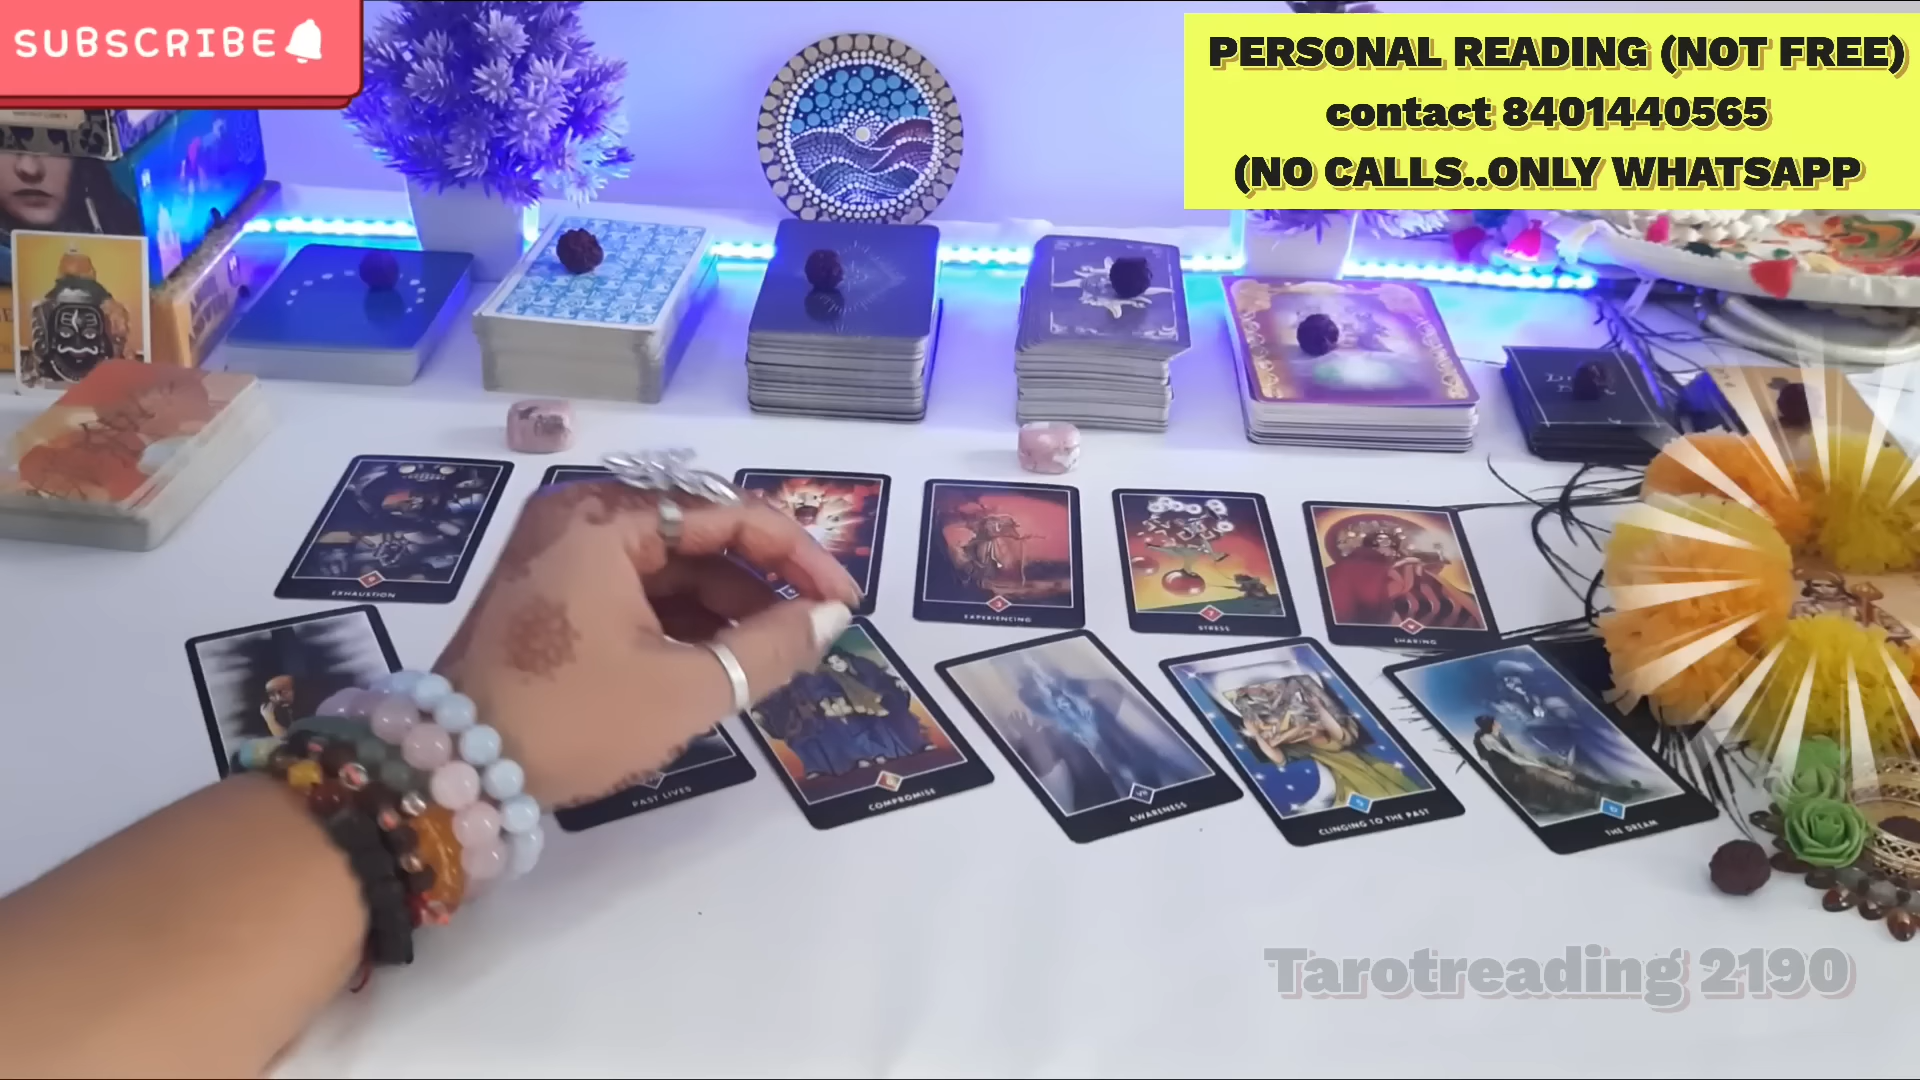 SUBSCRIBE
PERSONAL READING (NOT FREE)
contact 8401440565
(NO CALLS..ONLY WHATSAPP
EXHAUSTION
EXPERIENCING
STRESS
SHARING
PAST LIVES
COMPROMISE
AWARENESS
CLINGING TO THE PAST
THE DREAM
Tarotreading 2190